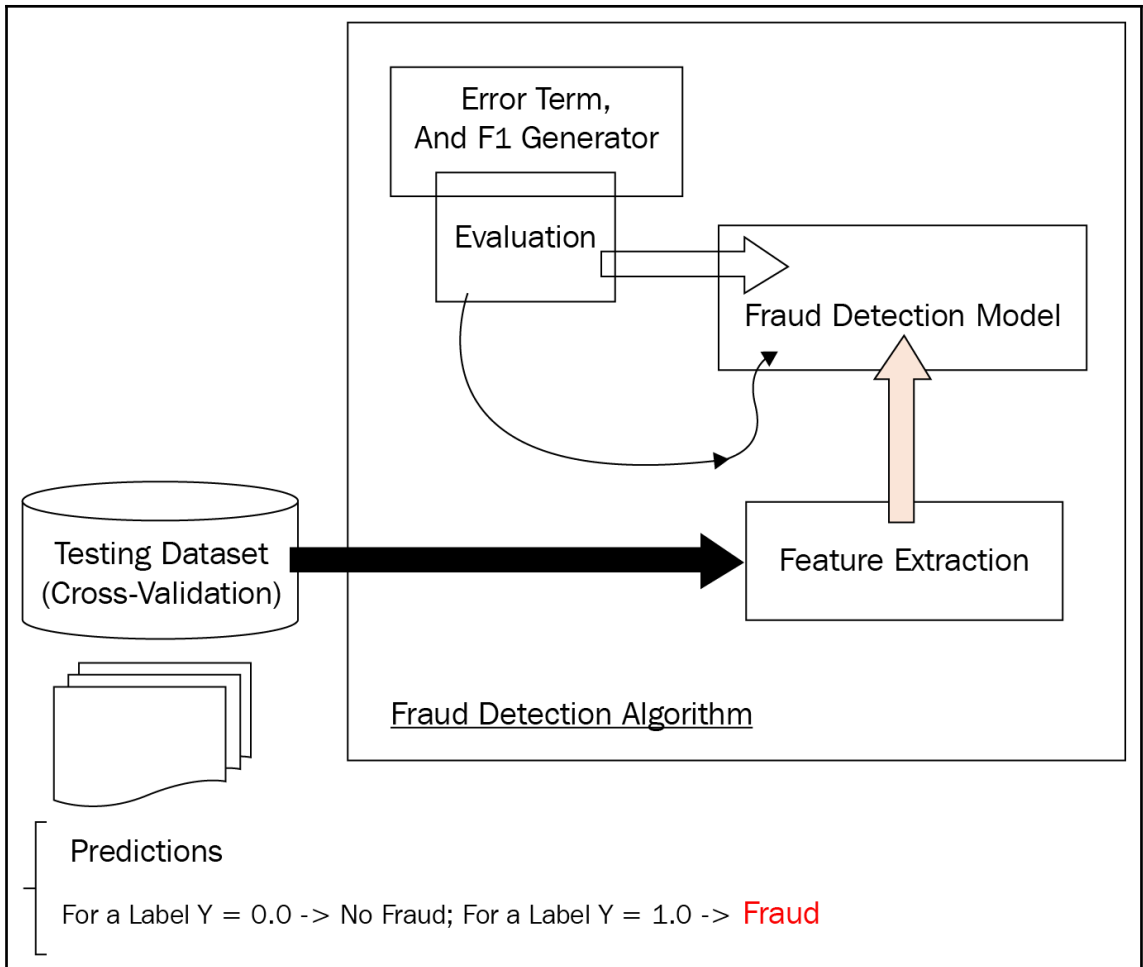 Error Term,
And F1 Generator
Evaluation
Fraud Detection Model
Testing Dataset
(Cross-Validation)
Feature Extraction
Fraud Detection Algorithm
Predictions
For a Label Y = 0.0 -> No Fraud; For a Label Y = 1.0 -> Fraud